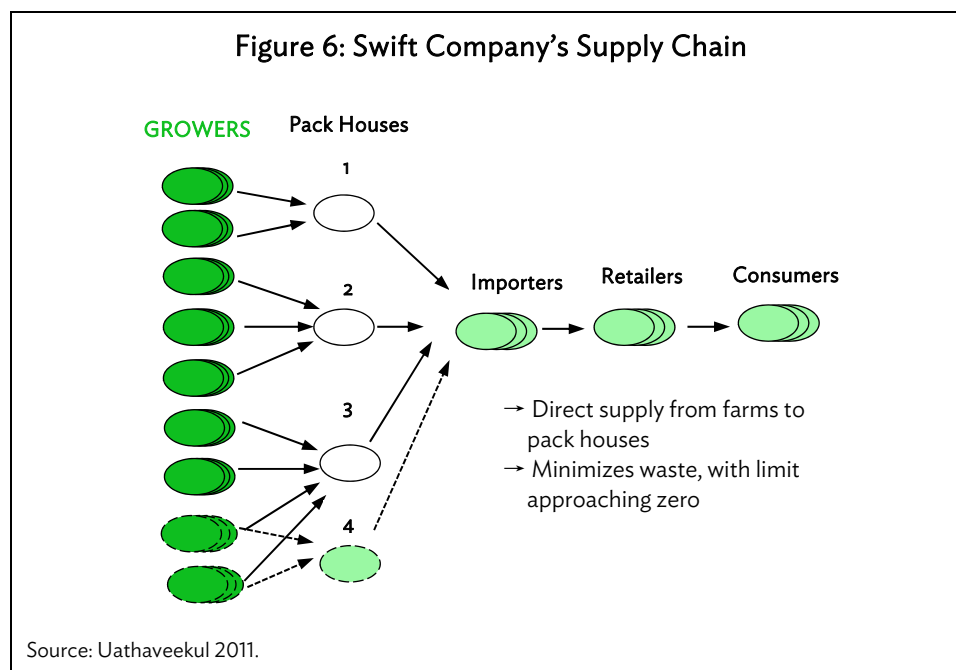 Figure 6: Swift Company’s Supply Chain
GROWERS
Pack Houses
1
2
3
4
Importers
Retailers
Consumers
→ Direct supply from farms to
pack houses
→ Minimizes waste, with limit
approaching zero
Source: Uathaveekul 2011.